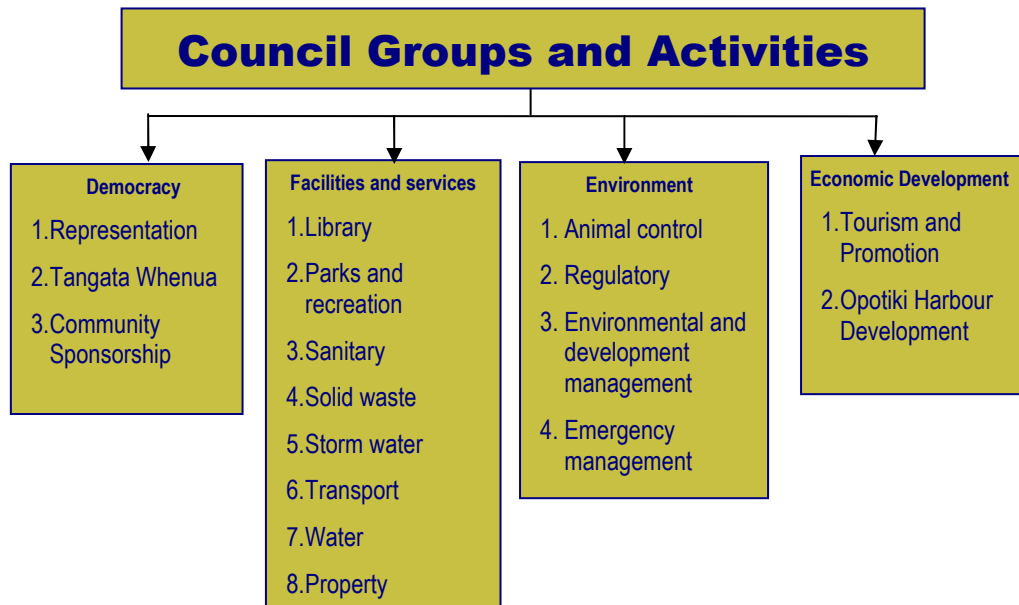 Council Groups and Activities
Democracy
1.Representation
2.Tangata Whenua
3.Community
Sponsorship
Facilities and services
1.Library
2.Parks and
recreation
3.Sanitary
4.Solid waste
5.Storm water
6.Transport
7.Water
8.Property
Environment
1. Animal control
2. Regulatory
3. Environmental and
development
management
4. Emergency
management
Economic Development
1.Tourism and
Promotion
2.Opotiki Harbour
Development